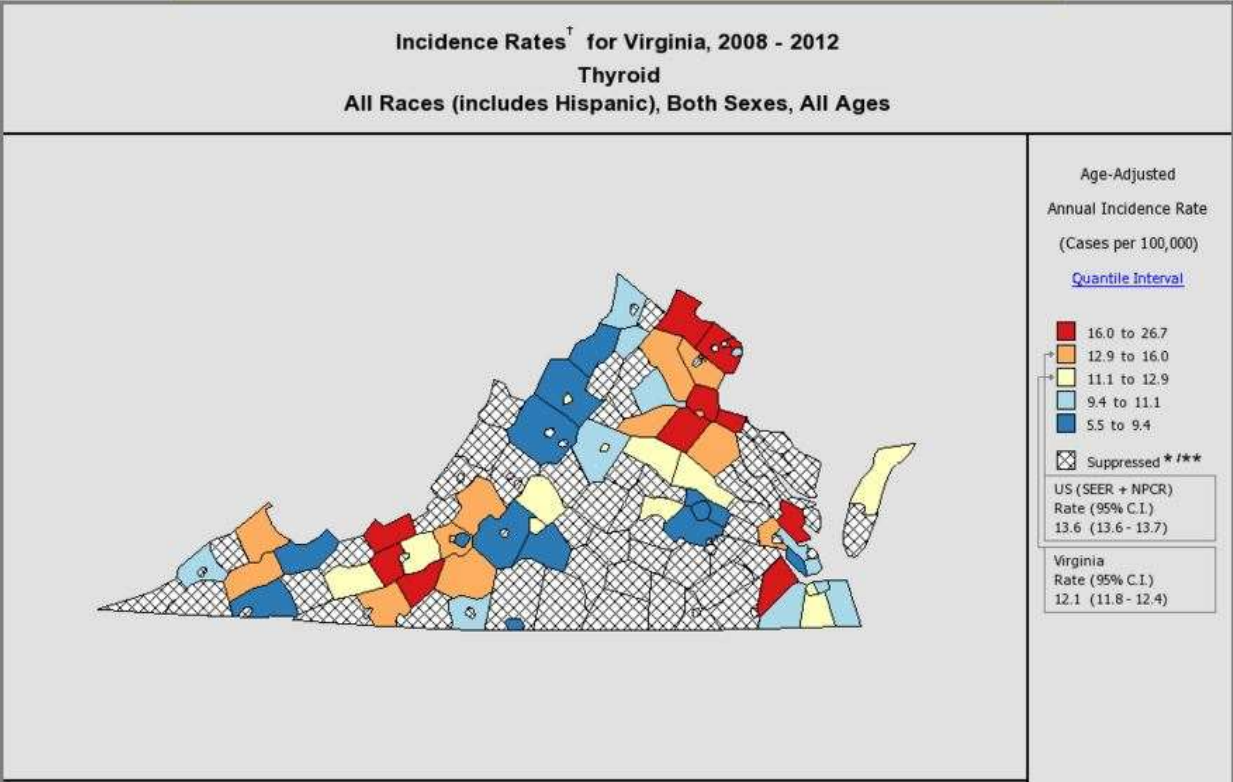 Incidence Rates† for Virginia, 2008 - 2012
Thyroid
All Races (includes Hispanic), Both Sexes, All Ages
Age-Adjusted
Annual Incidence Rate
(Cases per 100,000)
Quantile Interval
16.0 to 26.7
12.9 to 16.0
11.1 to 12.9
9.4 to 11.1
5.5 to 9.4
Suppressed */**
US (SEER + NPCR)
Rate (95% C.I.)
13.6 (13.6 - 13.7)
Virginia
Rate (95% C.I.)
12.1 (11.8 - 12.4)